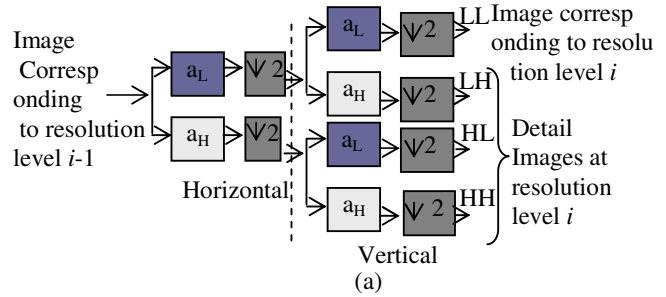 Image
Corresp
onding
to resolution
level i-1
a_L
↓2
a_H
↓2
Horizontal
a_L
↓2
LL
a_H
↓2
LH
a_L
↓2
HL
a_H
↓2
HH
Vertical
Image corresp
onding to resolu
tion level i
Detail
Images at
resolution
level i
(a)